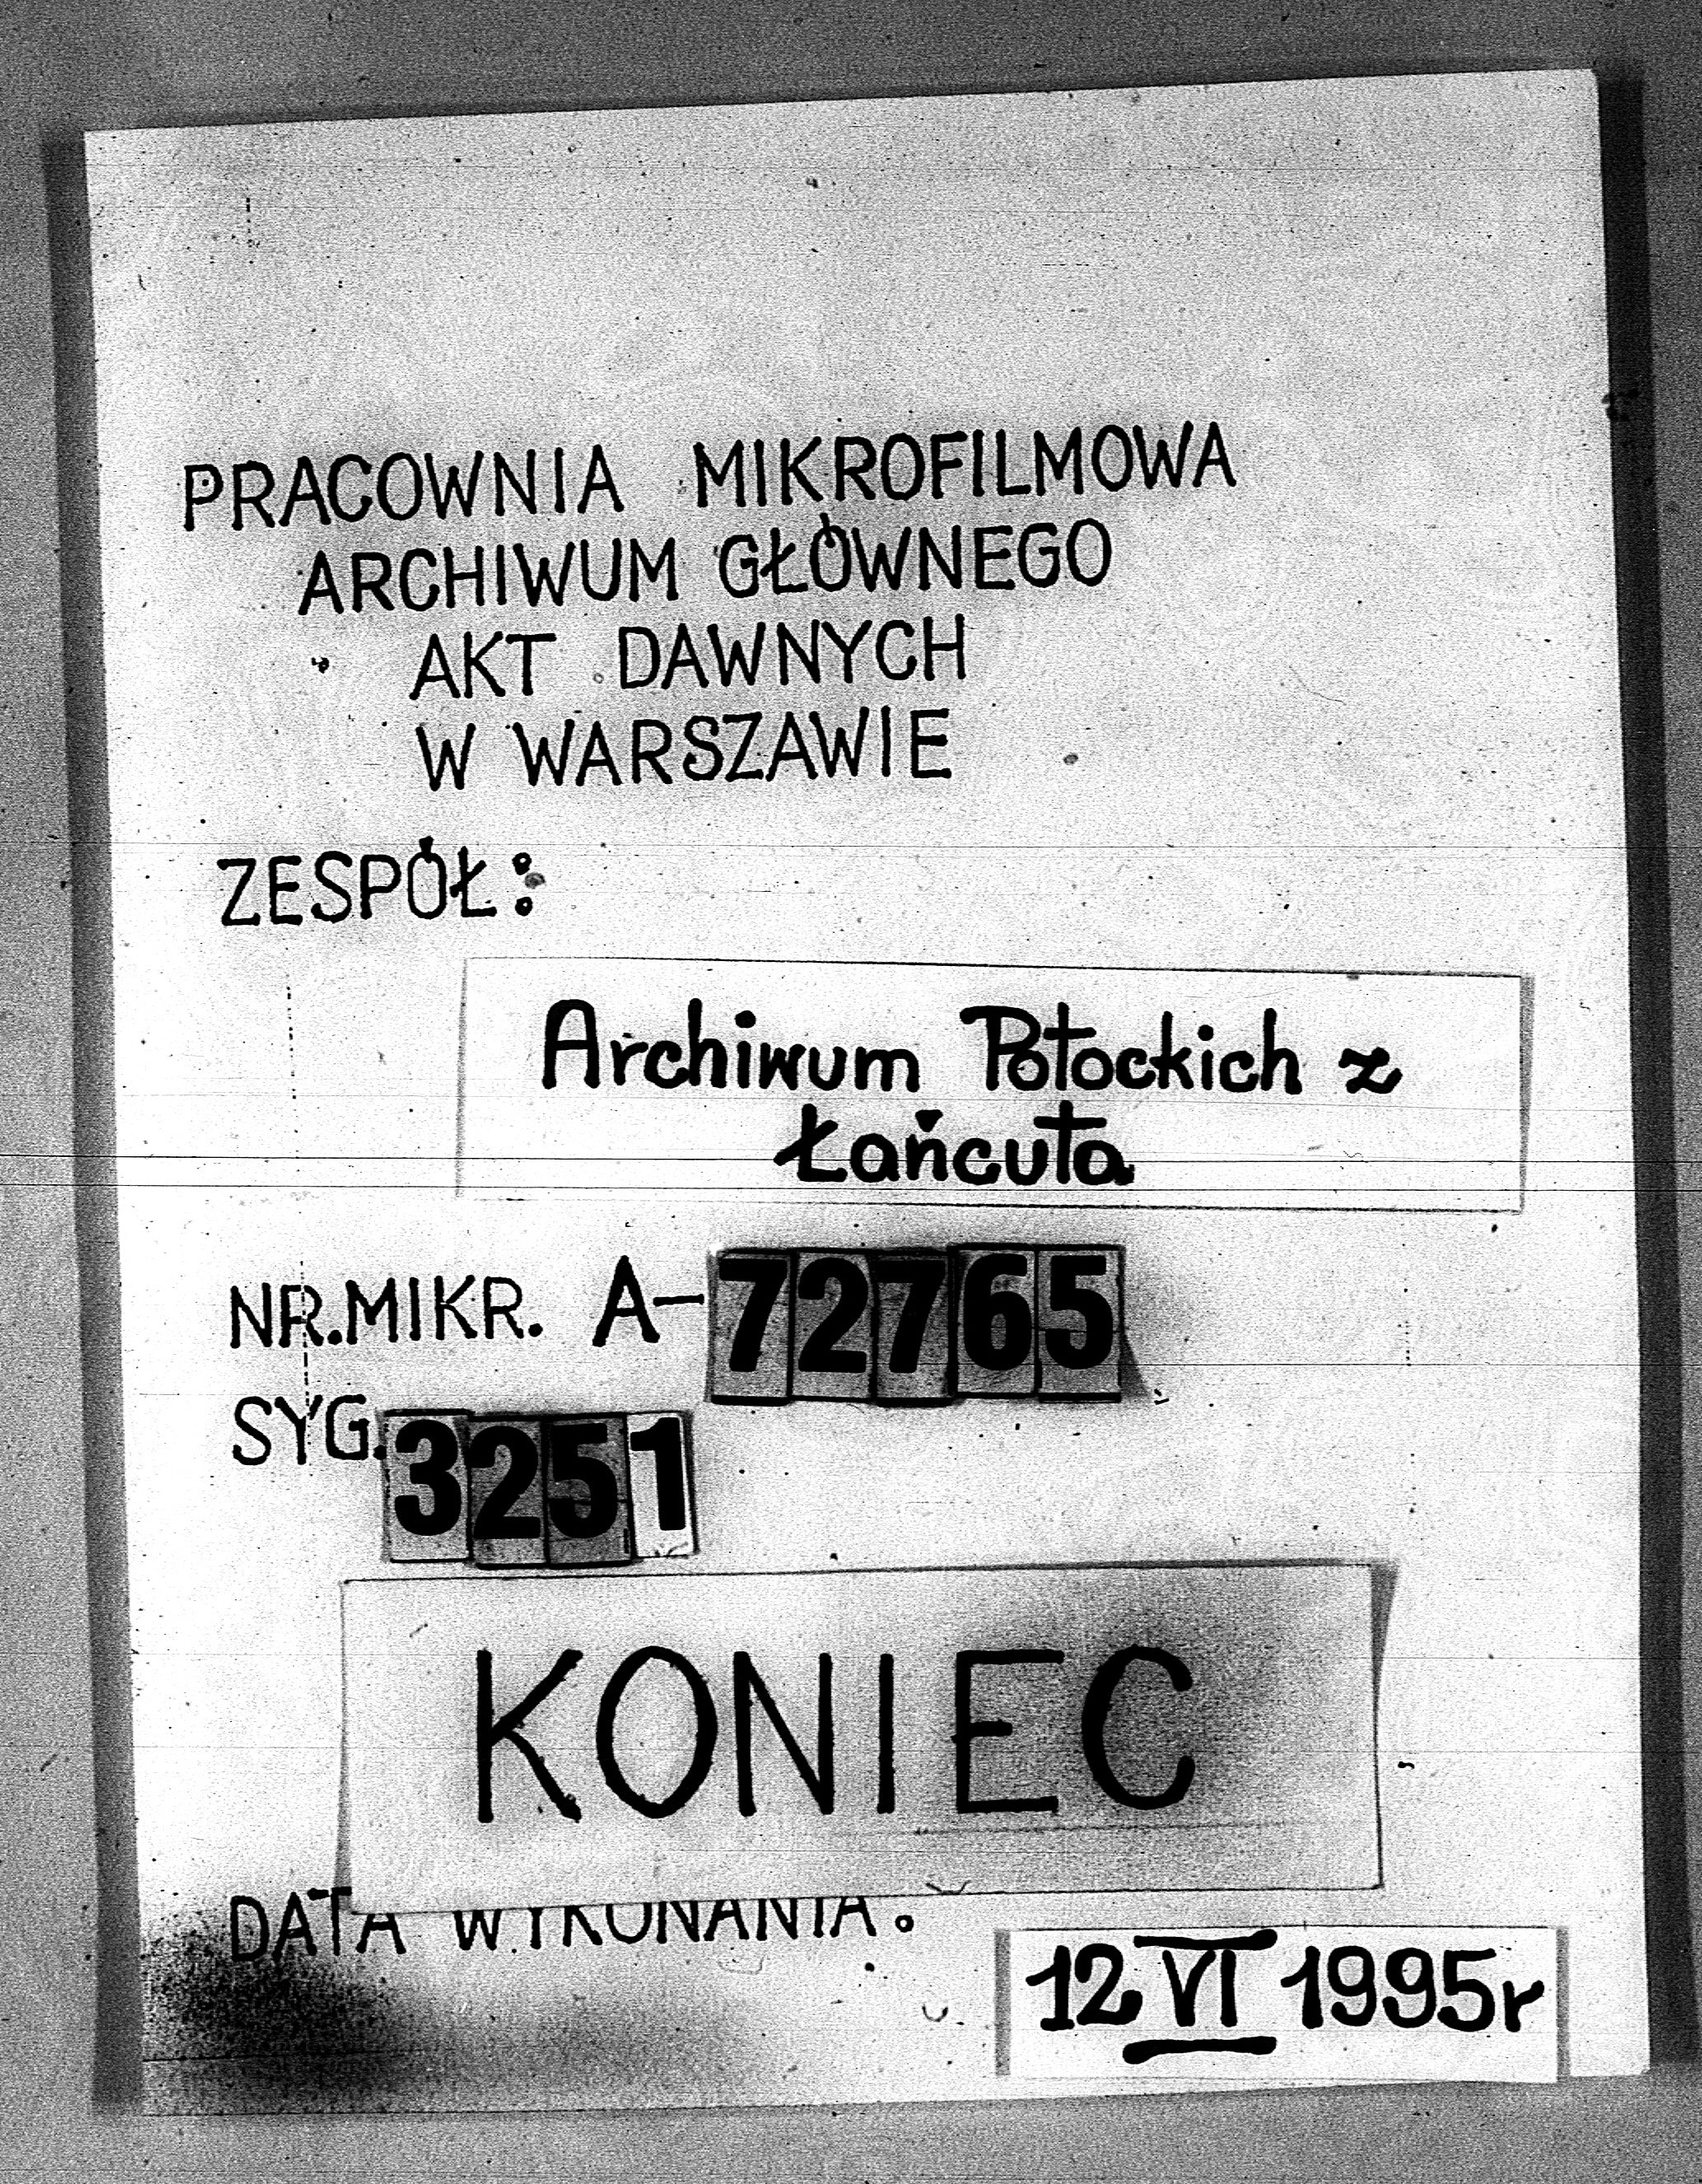 PRACOWNIA MIKROFILMOWA
ARCHIWUM GŁÓWNEGO
AKT DAWNYCH
W WARSZAWIE
ZESPÓŁ:
Archiwum Potockich z
Łańcuta
NR.MIKR. A-72765
SYG.3251
KONIEC
DATA WYKONANIA:
12 VI 1995r